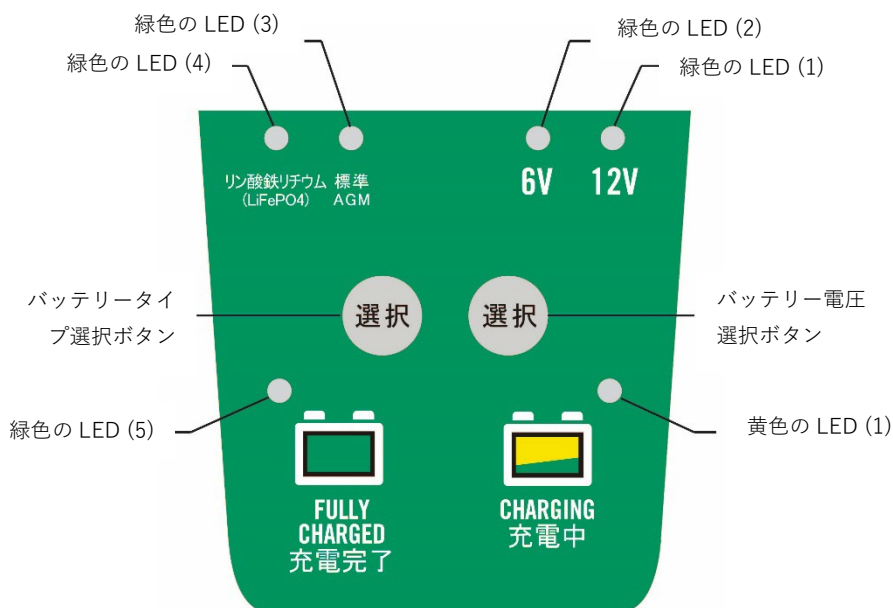 緑色の LED (3)
緑色の LED (2)
緑色の LED (4)
緑色の LED (1)
リン酸鉄リチウム
(LiFePO4)
標準
AGM
6V
12V
バッテリータイ
プ選択ボタン
選択
選択
バッテリー電圧
選択ボタン
緑色の LED (5)
黄色の LED (1)
FULLY
CHARGED
充電完了
CHARGING
充電中